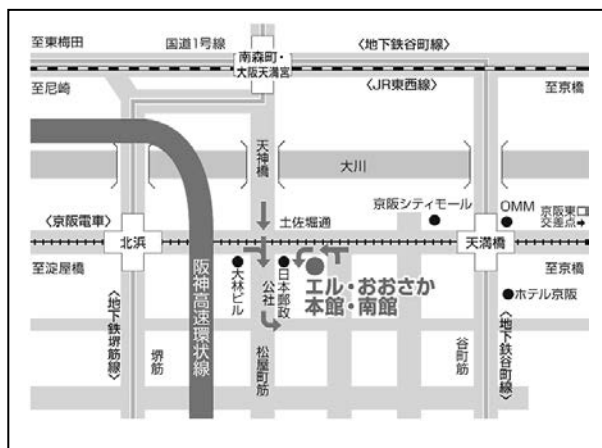 至東梅田
国道1号線
南森町・
大阪天満宮
〈地下鉄谷町線〉
至尼崎
〈JR東西線〉
至京橋
天神橋
大川
京阪シティモール
OMM
京阪東口
交差点➡
〈京阪電車〉
北浜
土佐堀通
天満橋
至淀屋橋
阪神高速環状線
大林ビル
公社
日本郵政
エル・おおさか
本館・南館
至京橋
ホテル京阪
〈地下鉄堺筋線〉
堺筋
松屋町筋
谷町筋
〈地下鉄谷町線〉